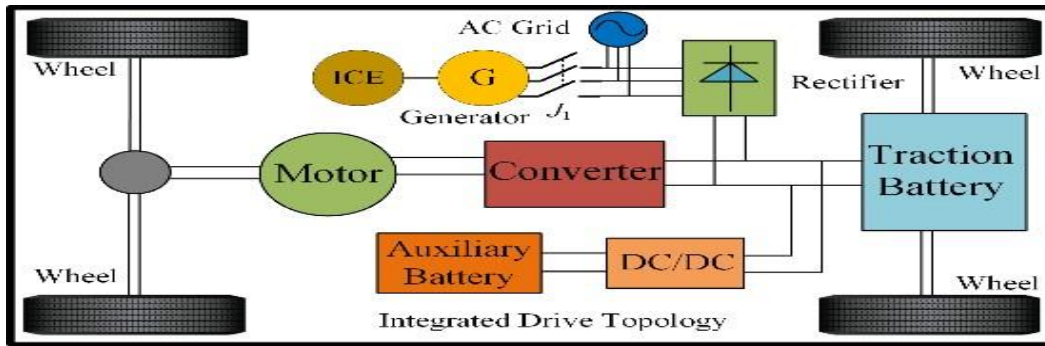 AC Grid
Wheel
ICE
G
Rectifier
Wheel
Generator
J1
Motor
Converter
Traction
Battery
Auxiliary
Battery
DC/DC
Wheel
Wheel
Integrated Drive Topology